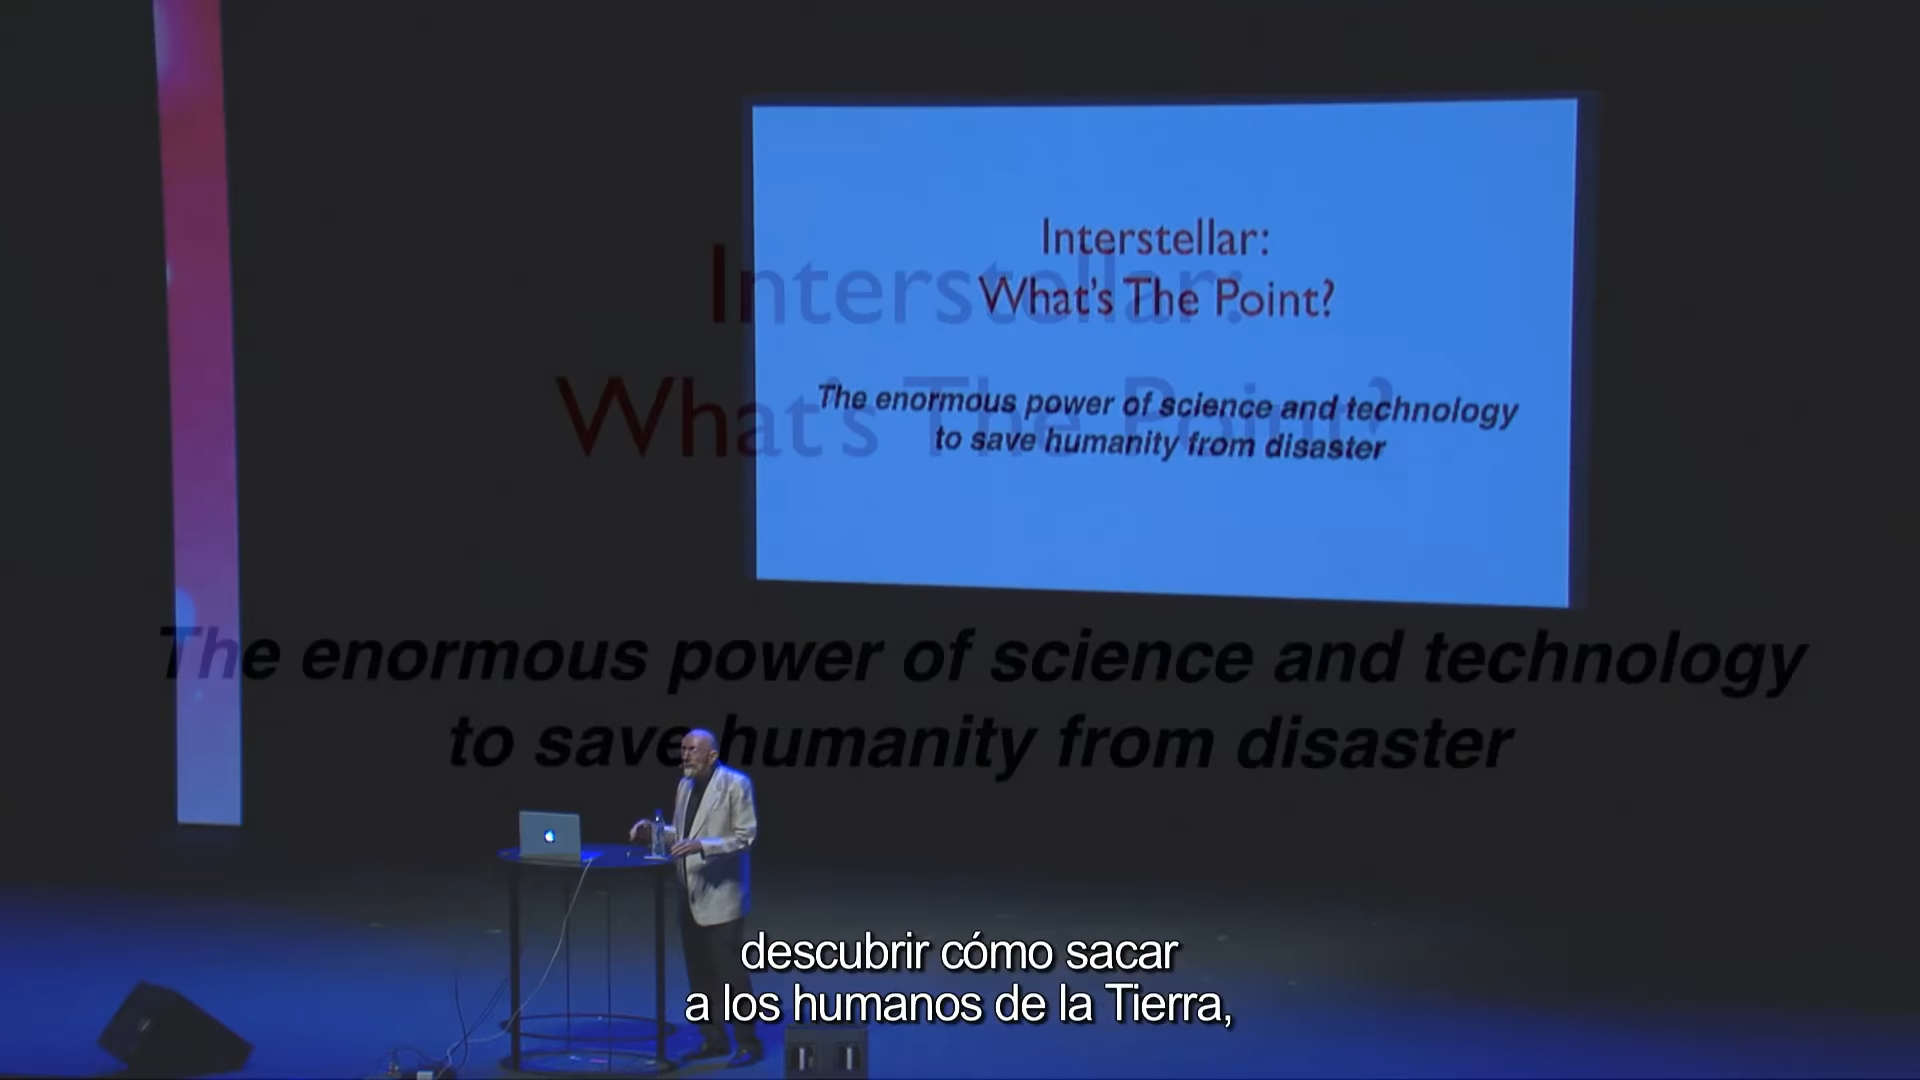 Interstellar:
What's The Point?
The enormous power of science and technology
to save humanity from disaster
Interstellar:
What's The Point?
The enormous power of science and technology
to save humanity from disaster
descubrir cómo sacar
a los humanos de la Tierra,